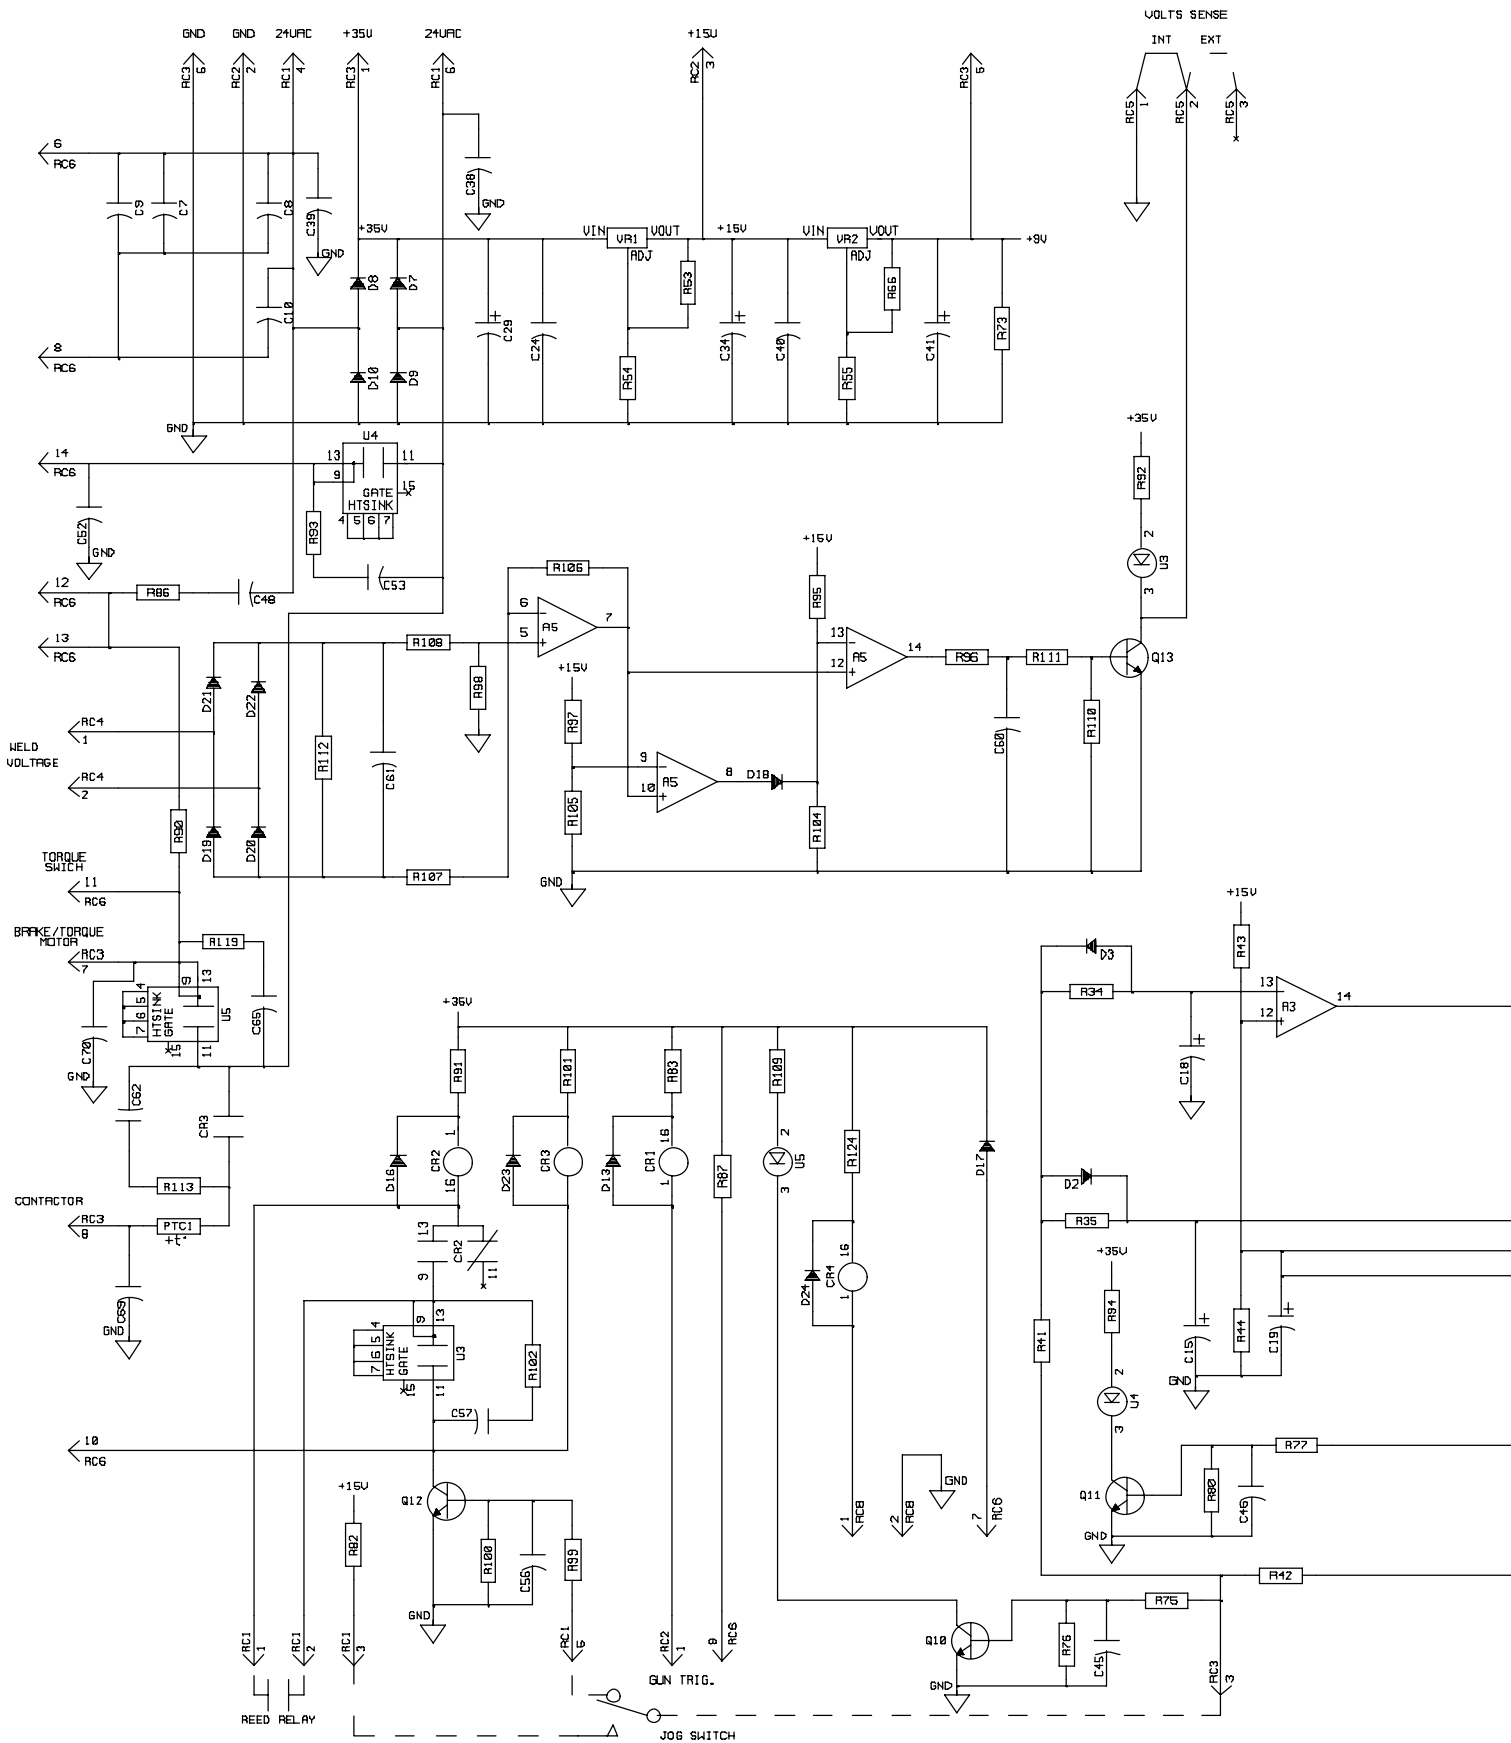 VOLTS SENSE
INT EXT
GND GND 24VAC +35V 24VAC +15V
RC3 6
RC2 2
RC1 4
RC3 1
RC1 6
RC2 3
RC3 5
RC5 1
RC5 2
RC5 3
6
RC6
C9 C7 C8 C39
GND
C38
GND
+35V
VIN VR1 VOUT
ADJ
+15V
VIN VR2 VOUT
ADJ
+9V
D8 D7
C10
C29 C24
R53
C34 C40
R66
C41 R73
8
RC6
D10 D9
R54 R55
GND
U4
14
RC6
13 11
9
GATE 15
HTSINK
4 5 6 7
C52
GND
R93
C53
+35V
R92
2
U3
3
12
RC6
R86 C48
13
RC6
R106
6
5
A5
7
+15V
R95
13
12
A5
14
R96 R111
Q13
R108
R98
D21 D22
+15V
R97
R112
C61
9
10
A5
8
D18
C60
R110
WELD
VOLTAGE
RC4
1
RC4
2
R90
D19 D20
R105 R104
R107
GND
TORQUE
SWICH
11
RC6
BRAKE/TORQUE
MOTOR
RC3
7
R119
9 13
4 5 6 7
HTSINK
GATE
U5
15 11
C65
C70
GND
C62
CR3
R113
CONTACTOR
RC3
8
PTC1
+t°
C69
GND
+35V
R91 R101 R83 R109
D16
1
CR2
16
D23
CR3
D13
16
CR1
1
R87
2
U5
3
R124
D17
13
CR2
9 11
D24
16
CR4
1
9 13
4 5 6 7
HTSINK
GATE
U3
15 11
R102
C57
10
RC6
+15V
R82
Q12
R100
C56
R99
GND
1
RC8
2
RC8
GND
7
RC6
RC1 1
RC1 2
RC1 3
RC1 5
RC2 1
9 RC6
GUN TRIG.
REED RELAY
JOG SWITCH
D3
+15V
R43
R34
13
12
A3
14
C18
D2
R35
+35V
R94
R41
C15
R44
C19
GND
2
U4
3
Q11
R80
C46
R77
GND
R42
R75
Q10
R76
C45
GND
RC3 3